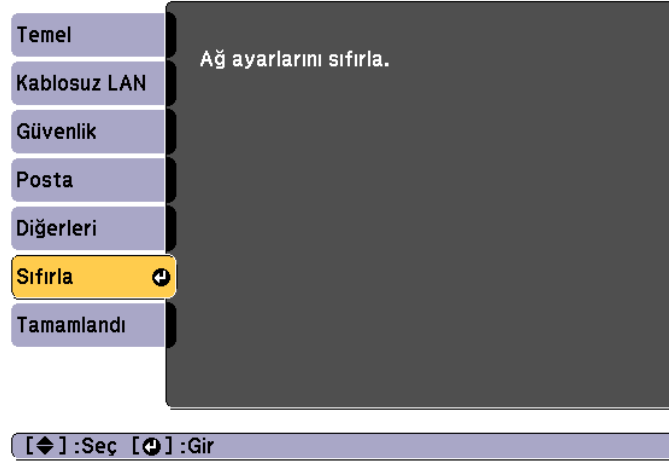 Temel
Kablosuz LAN
Güvenlik
Posta
Diğerleri
Sıfırla
Tamamlandı
Ağ ayarlarını sıfırla.
[◆] :Seç [⏎] :Gir